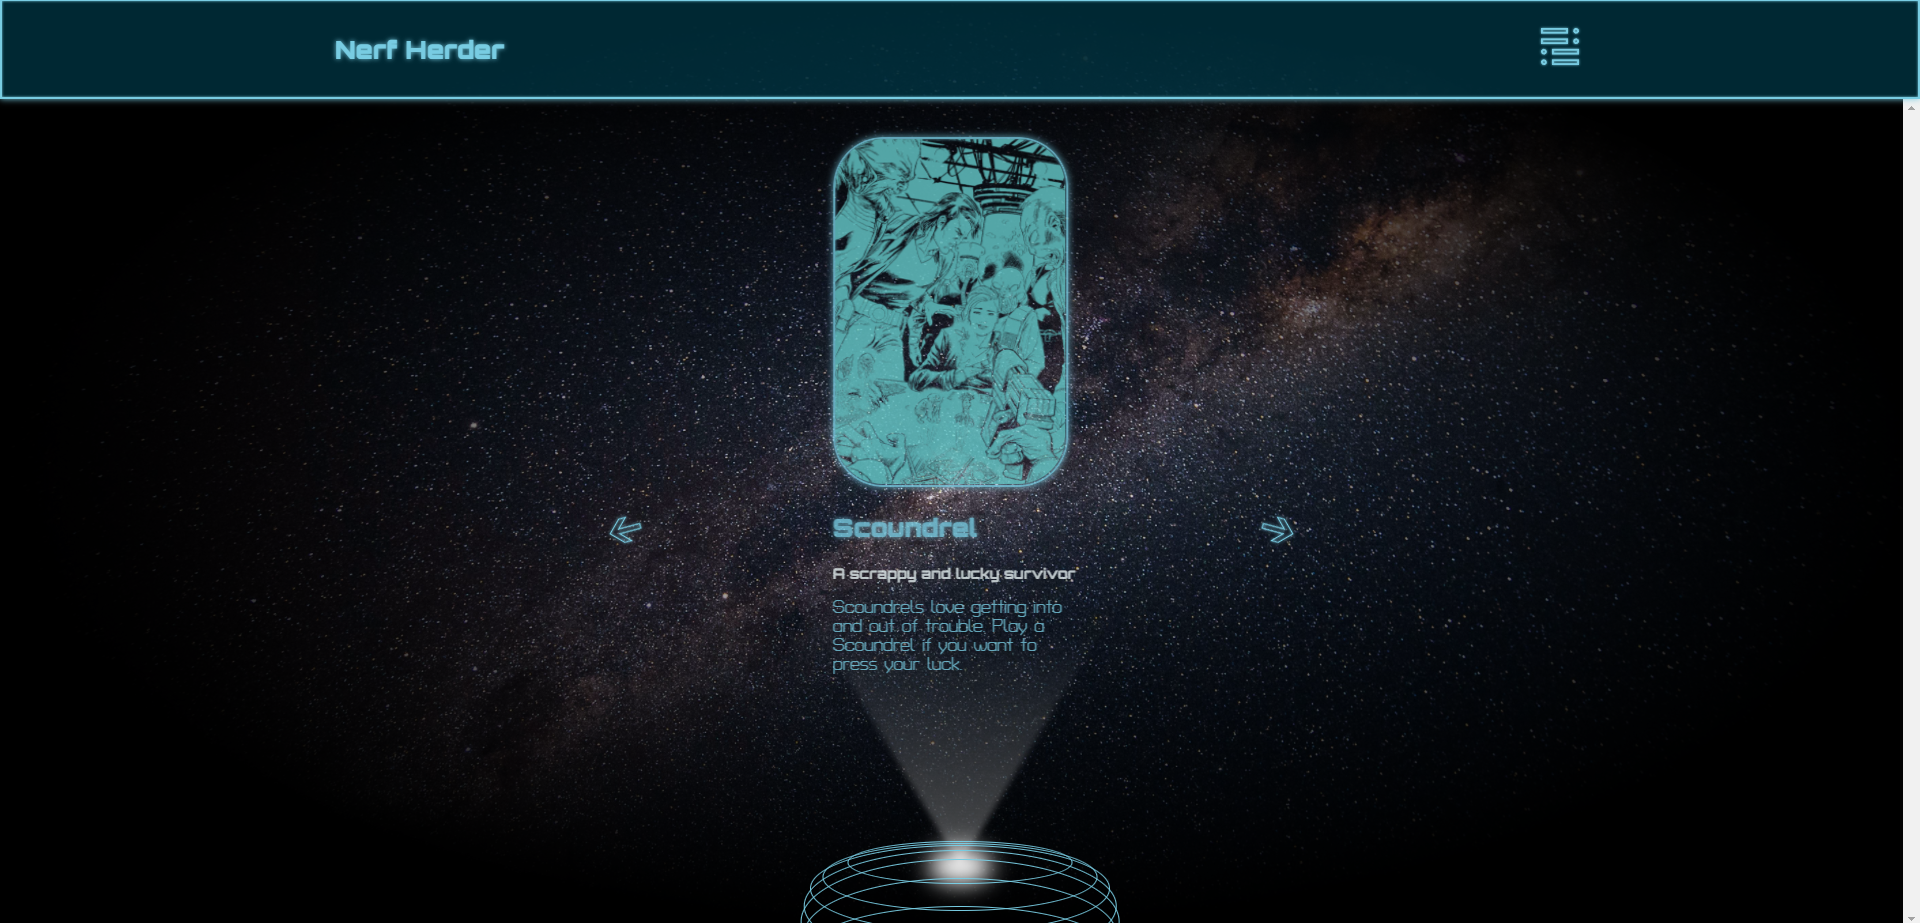 Nerf Herder
Scoundrel
A scrappy and lucky survivor
Scoundrels love getting into
and out of trouble. Play a
Scoundrel if you want to
press your luck.